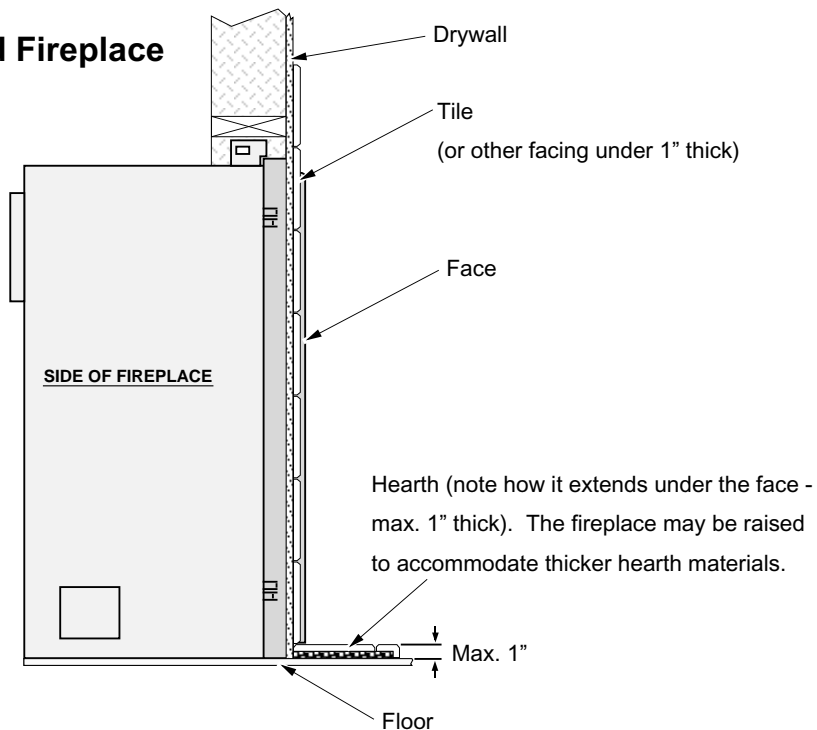 Fireplace
Drywall
Tile
(or other facing under 1” thick)
Face
SIDE OF FIREPLACE
Hearth (note how it extends under the face -
max. 1” thick).  The fireplace may be raised
to accommodate thicker hearth materials.
Max. 1”
Floor